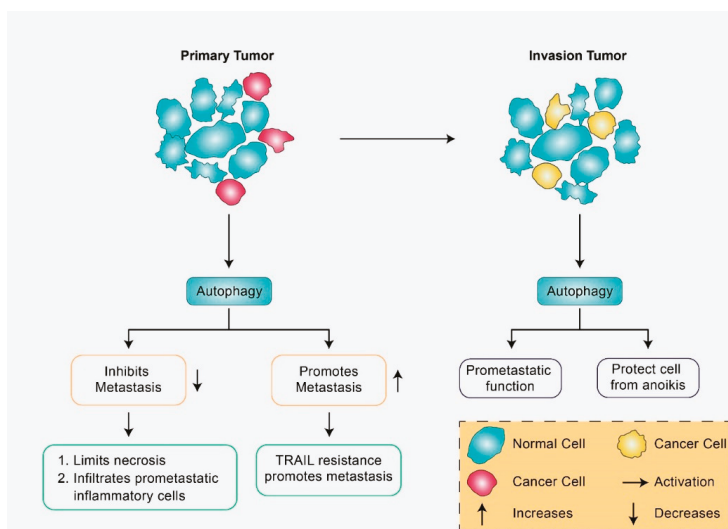 Primary Tumor
Invasion Tumor
Autophagy
Autophagy
Inhibits
Metastasis
Promotes
Metastasis
Prometastatic
function
Protect cell
from anoikis
1. Limits necrosis
2. Infiltrates prometastatic
inflammatory cells
TRAIL resistance
promotes metastasis
Normal Cell
Cancer Cell
Cancer Cell
Activation
Increases
Decreases